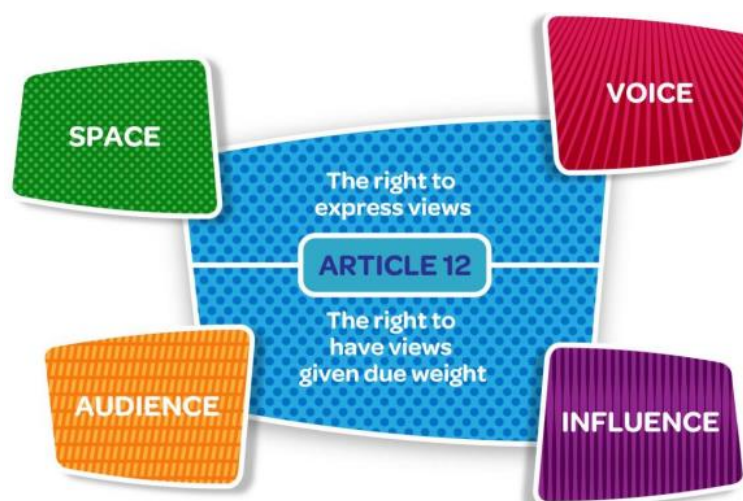 SPACE
VOICE
The right to
express views
ARTICLE 12
The right to
have views
given due weight
AUDIENCE
INFLUENCE